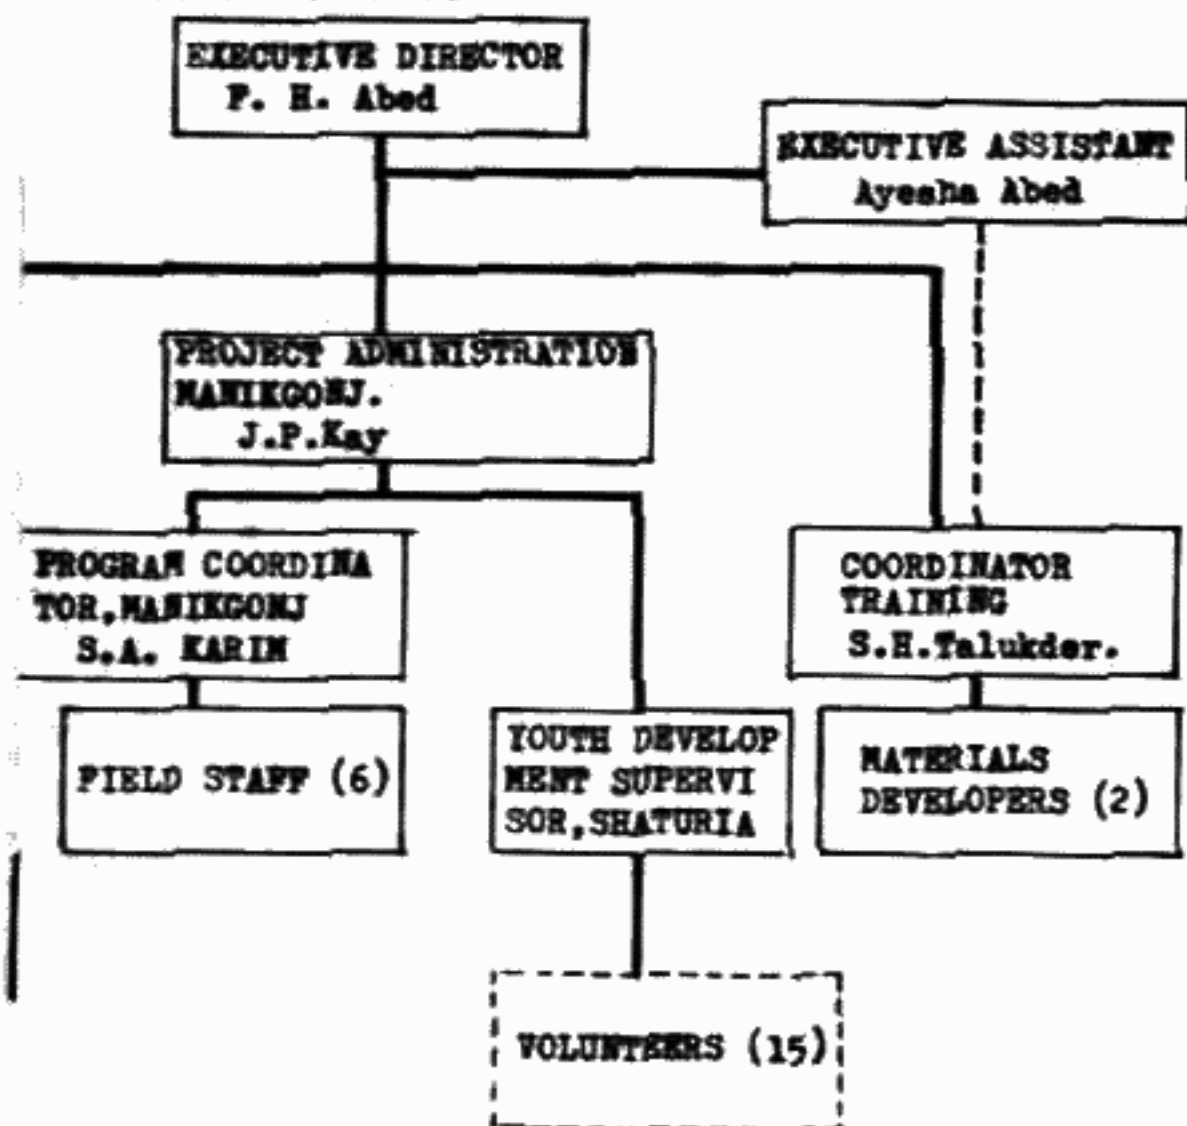 EXECUTIVE DIRECTOR
F. H. Abed
EXECUTIVE ASSISTANT
Ayesha Abed
PROJECT ADMINISTRATION
MANIKGONJ.
J.P.Kay
PROGRAM COORDINA
TOR,MANIKGONJ
S.A. KARIM
COORDINATOR
TRAINING
S.H.Talukder.
FIELD STAFF (6)
YOUTH DEVELOP
MENT SUPERVI
SOR,SHATURIA
MATERIALS
DEVELOPERS (2)
VOLUNTEERS (15)